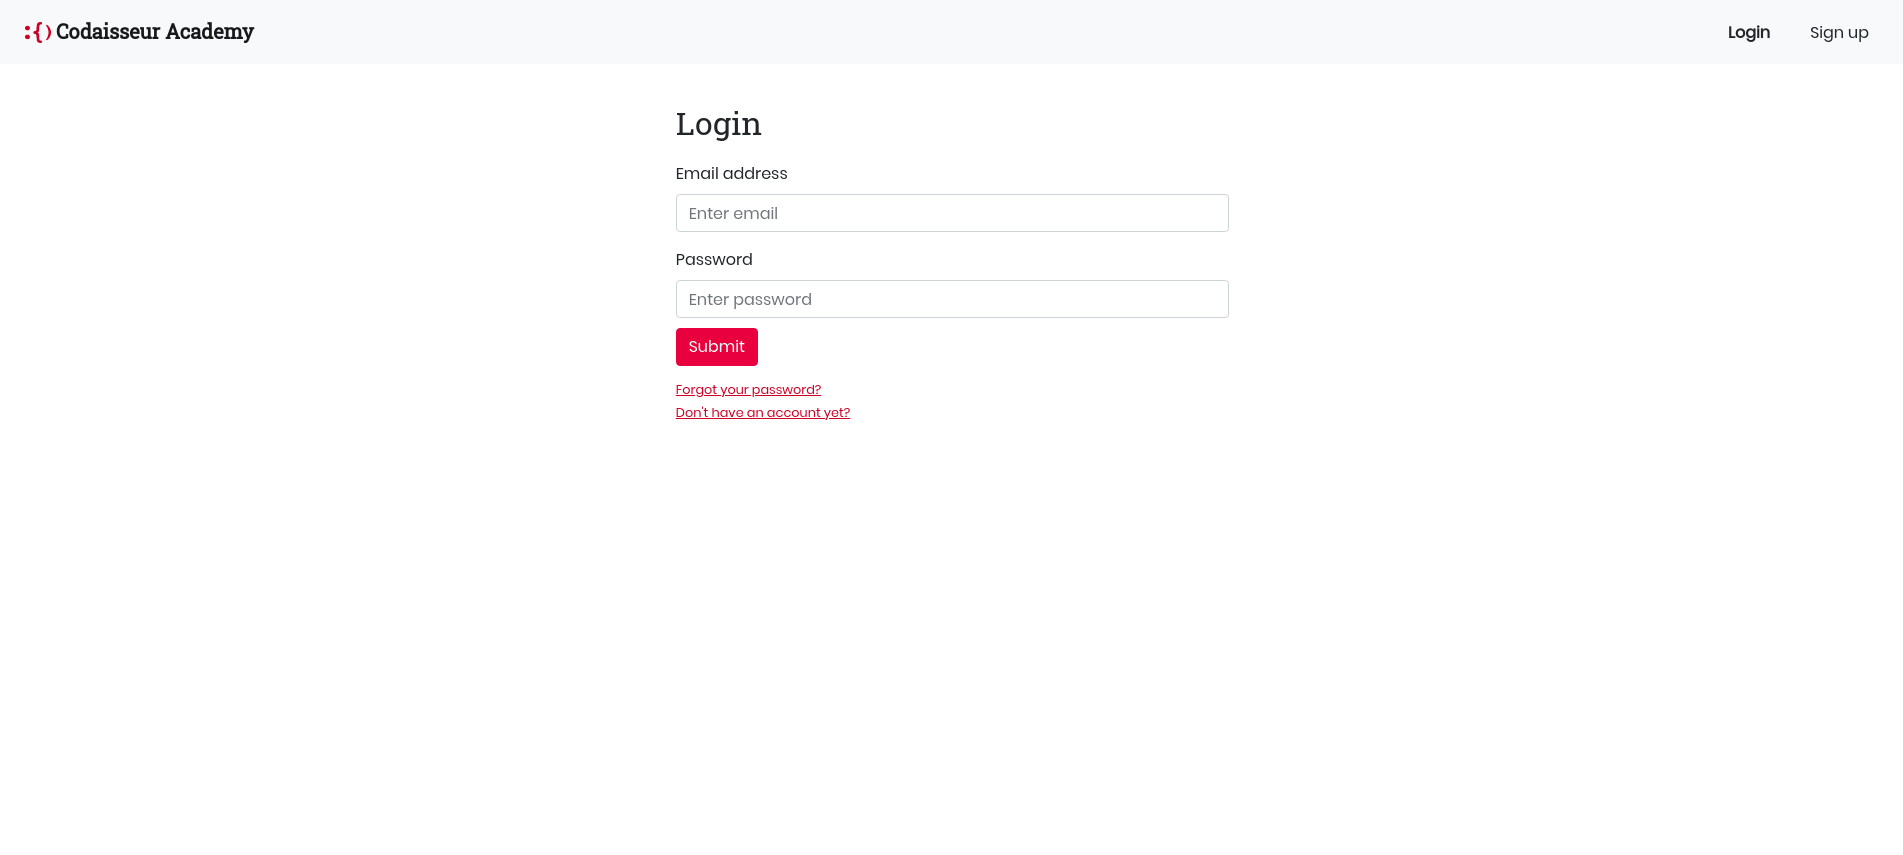 :{) Codaisseur Academy
Login
Sign up
Login
Email address
Enter email
Password
Enter password
Submit
Forgot your password?
Don't have an account yet?